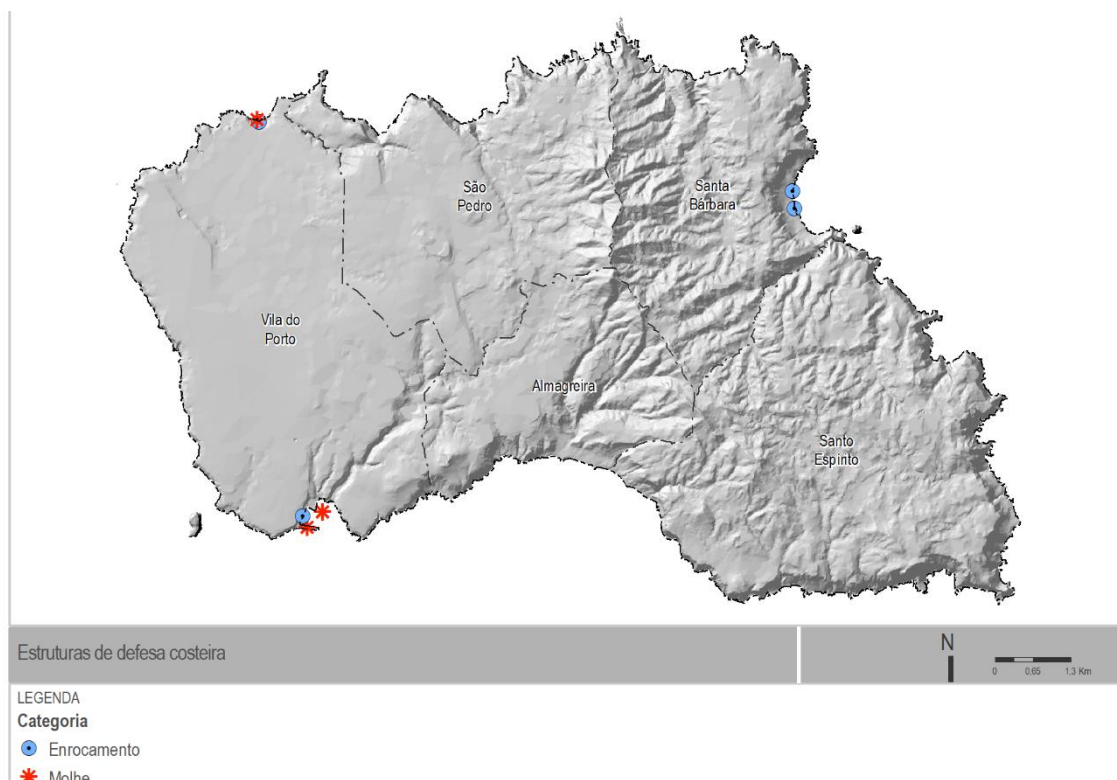 São
Pedro
Santa
Bárbara
Vila do
Porto
Almagreira
Santo
Espínto
Estruturas de defesa costeira
N
0 0,65 1,3 Km
LEGENDA
Categoria
Enrocamento
Molhe